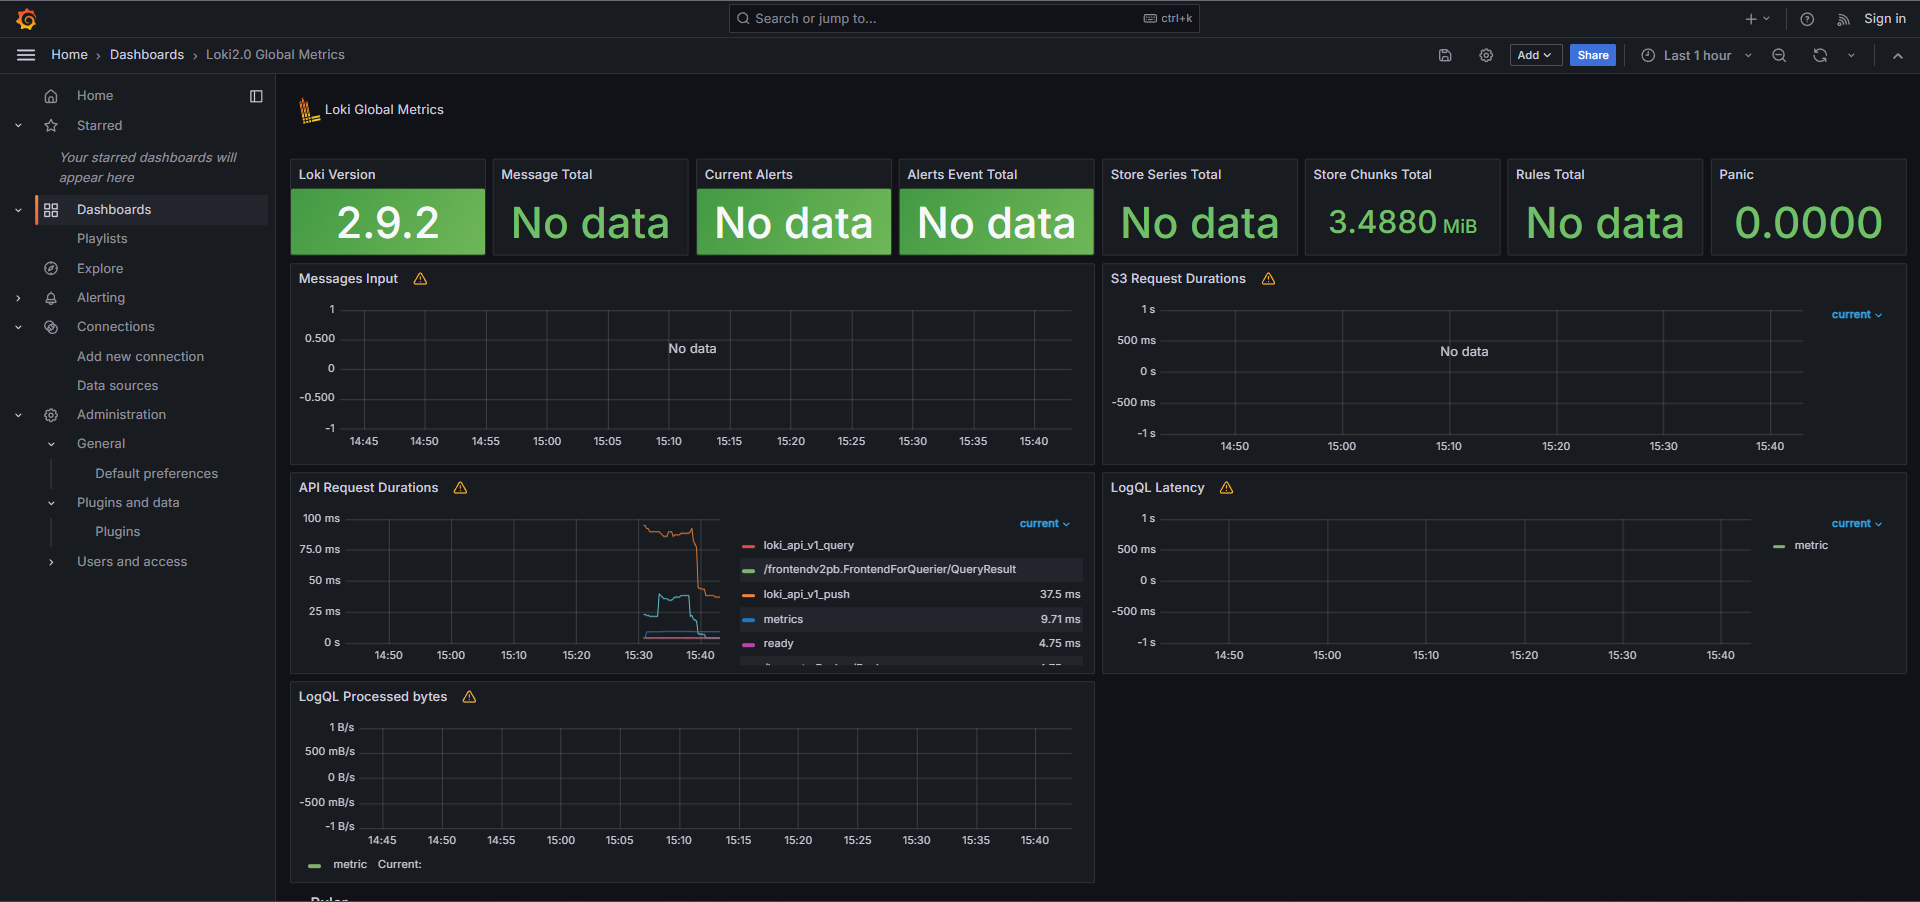 Search or jump to...
ctrl+k
Sign in
Home › Dashboards › Loki2.0 Global Metrics
Add
Share
Last 1 hour
Home
Starred
Your starred dashboards will
appear here
Dashboards
Playlists
Explore
Alerting
Connections
Add new connection
Data sources
Administration
General
Default preferences
Plugins and data
Plugins
Users and access
Loki Global Metrics
Loki Version
2.9.2
Message Total
No data
Current Alerts
No data
Alerts Event Total
No data
Store Series Total
No data
Store Chunks Total
3.4880 MiB
Rules Total
No data
Panic
0.0000
Messages Input
1
0.500
0
-0.500
-1
No data
14:45 14:50 14:55 15:00 15:05 15:10 15:15 15:20 15:25 15:30 15:35 15:40
S3 Request Durations
1 s
500 ms
0 s
-500 ms
-1 s
No data
current
14:50 15:00 15:10 15:20 15:30 15:40
API Request Durations
100 ms
75.0 ms
50 ms
25 ms
0 s
14:50 15:00 15:10 15:20 15:30 15:40
current
loki_api_v1_query
/frontendv2pb.FrontendForQuerier/QueryResult
loki_api_v1_push 37.5 ms
metrics 9.71 ms
ready 4.75 ms
LogQL Latency
1 s
500 ms
0 s
-500 ms
-1 s
current
metric
14:50 15:00 15:10 15:20 15:30 15:40
LogQL Processed bytes
1 B/s
500 mB/s
0 B/s
-500 mB/s
-1 B/s
14:45 14:50 14:55 15:00 15:05 15:10 15:15 15:20 15:25 15:30 15:35 15:40
metric Current: